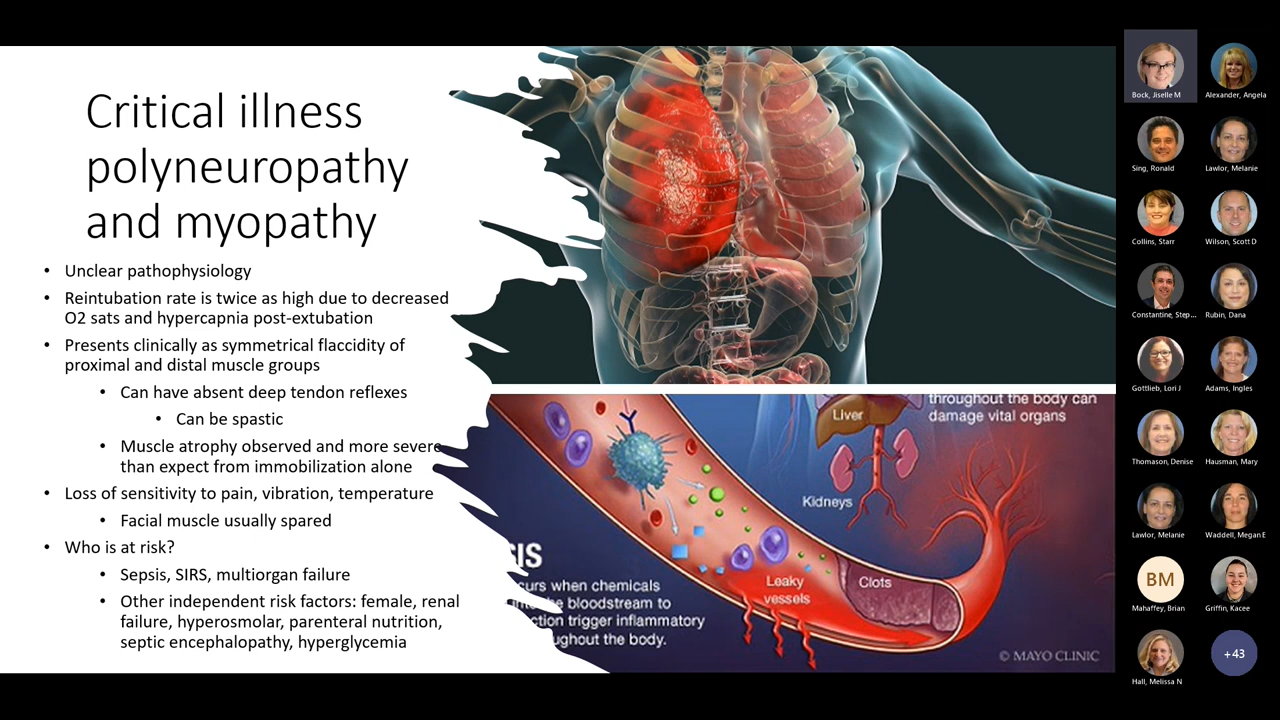 Critical illness
polyneuropathy
and myopathy
• Unclear pathophysiology
• Reintubation rate is twice as high due to decreased
O2 sats and hypercapnia post-extubation
• Presents clinically as symmetrical flaccidity of
proximal and distal muscle groups
• Can have absent deep tendon reflexes
• Can be spastic
• Muscle atrophy observed and more severe
than expect from immobilization alone
• Loss of sensitivity to pain, vibration, temperature
• Facial muscle usually spared
• Who is at risk?
• Sepsis, SIRS, multiorgan failure
• Other independent risk factors: female, renal
failure, hyperosmolar, parenteral nutrition,
septic encephalopathy, hyperglycemia
throughout the body can
damage vital organs
Liver
Kidneys
Leaky
vessels
Clots
SIS
curs when chemicals
the bloodstream to
ction trigger inflammatory
ughout the body.
© MAYO CLINIC
Bock, Jiselle M
Alexander, Angela
Sing, Ronald
Lawlor, Melanie
Collins, Starr
Wilson, Scott D
Constantine, Step...
Rubin, Dana
Gottlieb, Lori J
Adams, Ingles
Thomason, Denise
Hausman, Mary
Lawlor, Melanie
Waddell, Megan E
BM
Mahaffey, Brian
Griffin, Kacee
Hall, Melissa N
+43